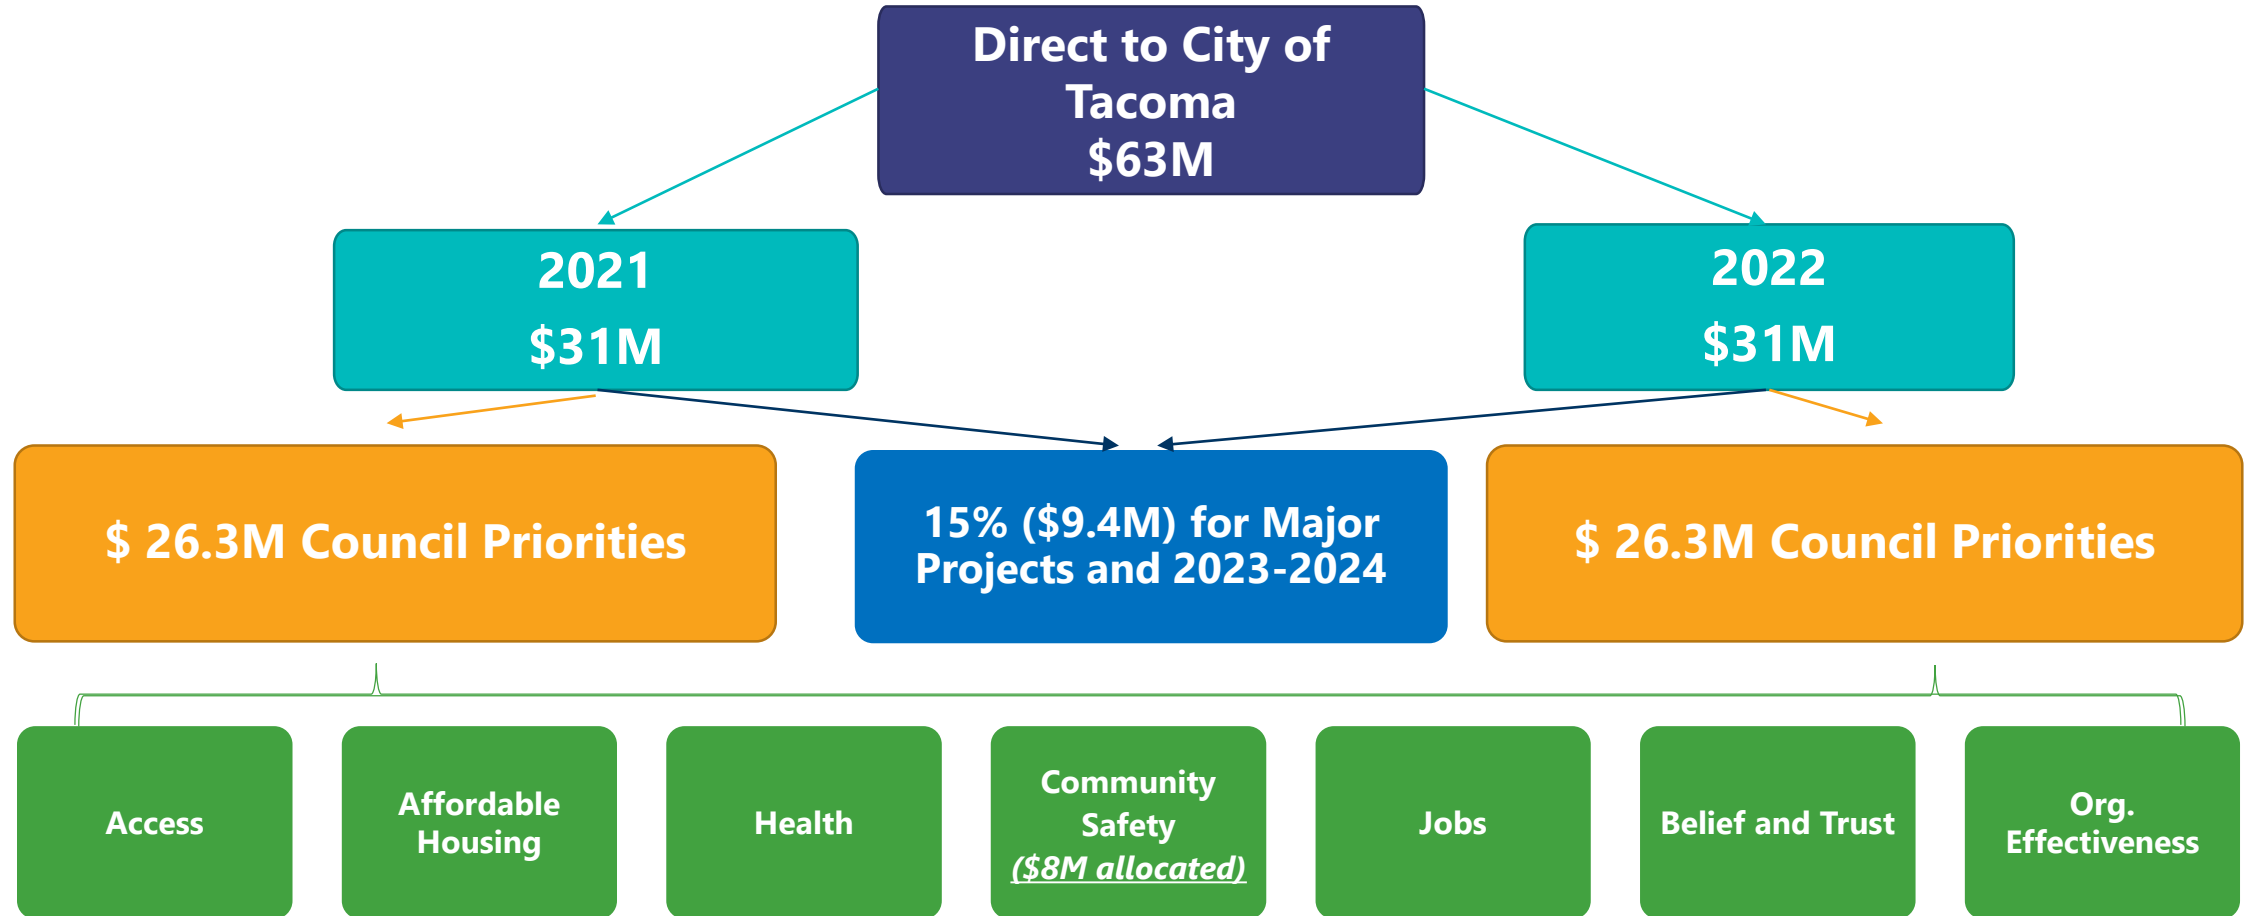 Direct to City of
Tacoma
$63M
2021
$31M
2022
$31M
$ 26.3M Council Priorities
15% ($9.4M) for Major
Projects and 2023-2024
$ 26.3M Council Priorities
Access
Affordable
Housing
Health
Community
Safety
($8M allocated)
Jobs
Belief and Trust
Org.
Effectiveness